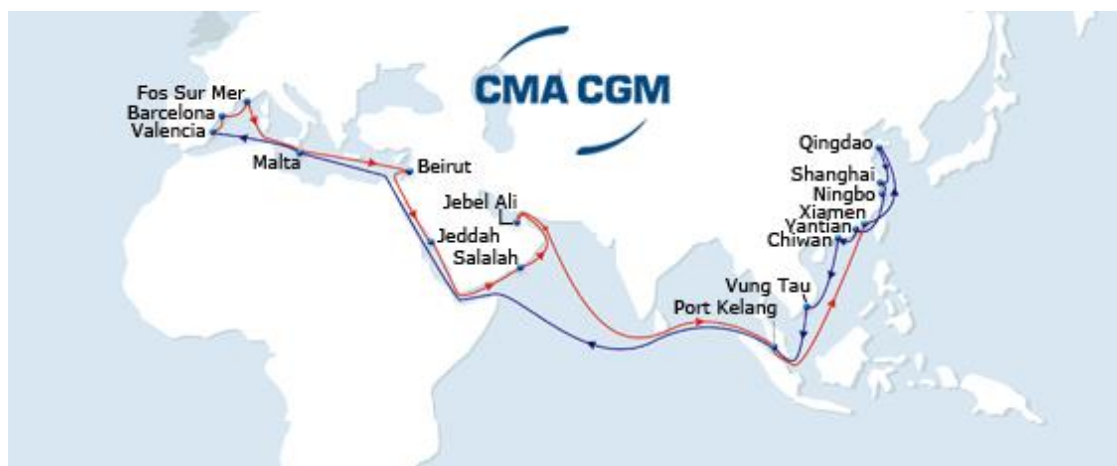 CMA CGM
Fos Sur Mer
Barcelona
Valencia
Malta
Beirut
Jebel Ali
Jeddah
Salalah
Qingdao
Shanghai
Ningbo
Xiamen
Yantian
Chiwan
Vung Tau
Port Kelang